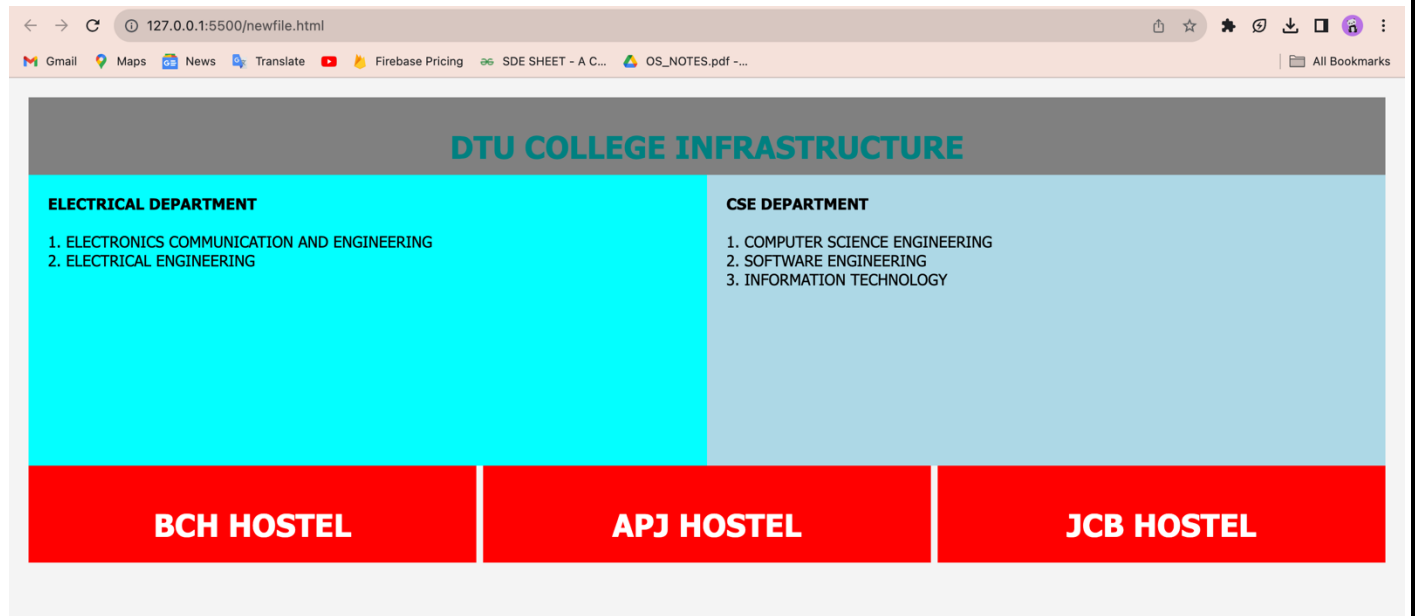 127.0.0.1:5500/newfile.html
Gmail Maps News Translate Firebase Pricing SDE SHEET - A C... OS_NOTES.pdf -... All Bookmarks
DTU COLLEGE INFRASTRUCTURE
ELECTRICAL DEPARTMENT
1. ELECTRONICS COMMUNICATION AND ENGINEERING
2. ELECTRICAL ENGINEERING
CSE DEPARTMENT
1. COMPUTER SCIENCE ENGINEERING
2. SOFTWARE ENGINEERING
3. INFORMATION TECHNOLOGY
BCH HOSTEL APJ HOSTEL JCB HOSTEL